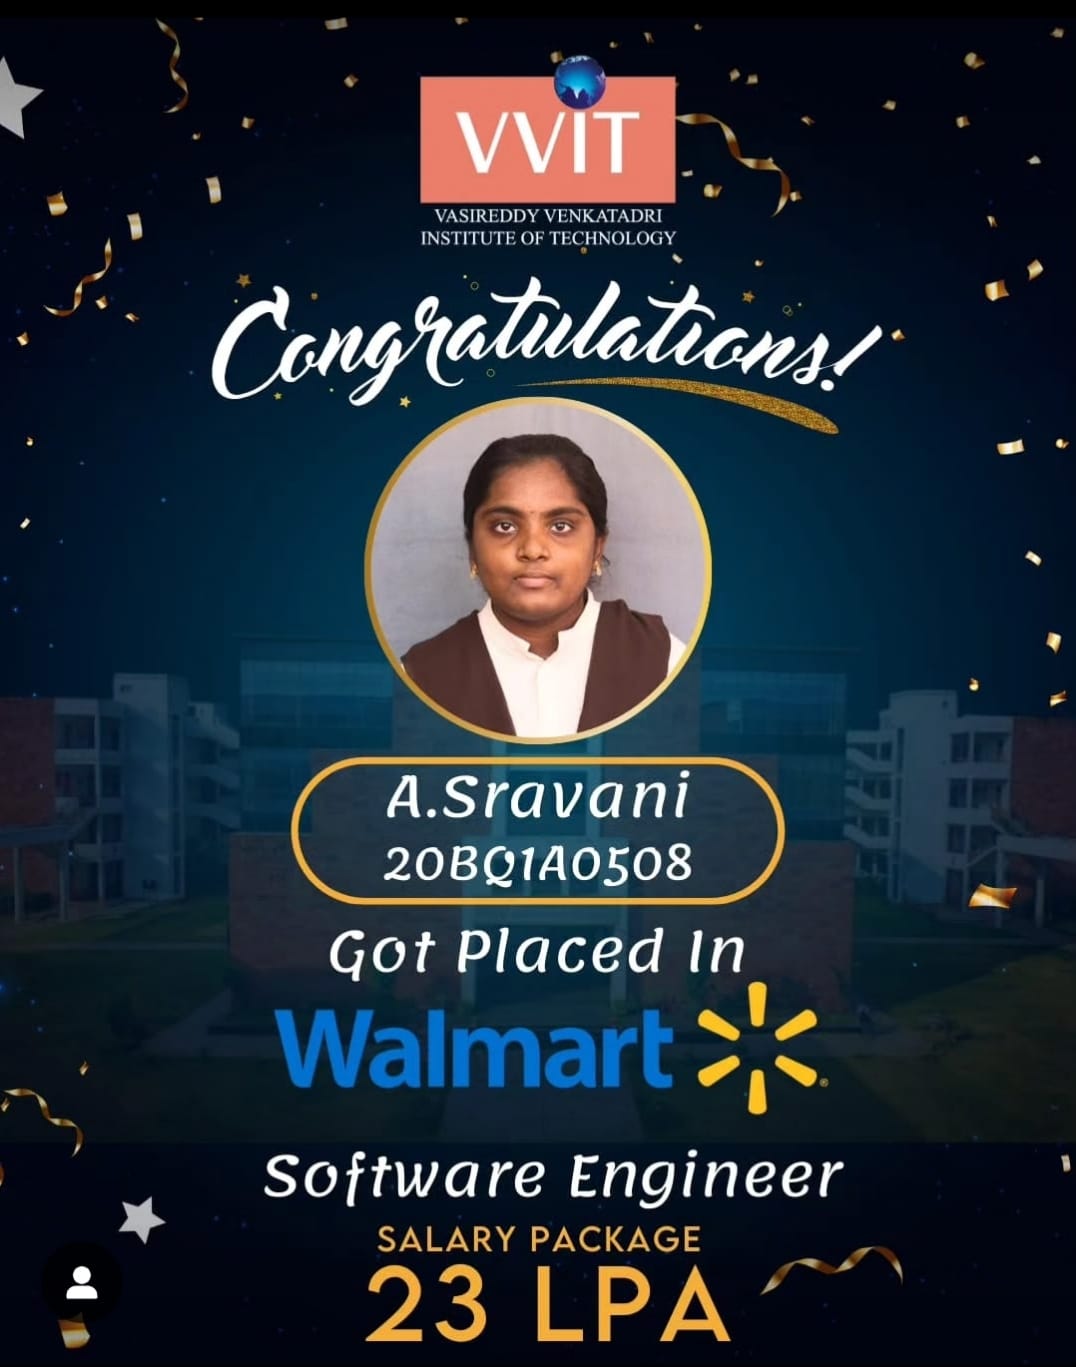 VVIT
VASIREDDY VENKATADRI
INSTITUTE OF TECHNOLOGY
Congratulations!
A.Sravani
20BQ1A0508
Got Placed In
Walmart
Software Engineer
SALARY PACKAGE
23 LPA